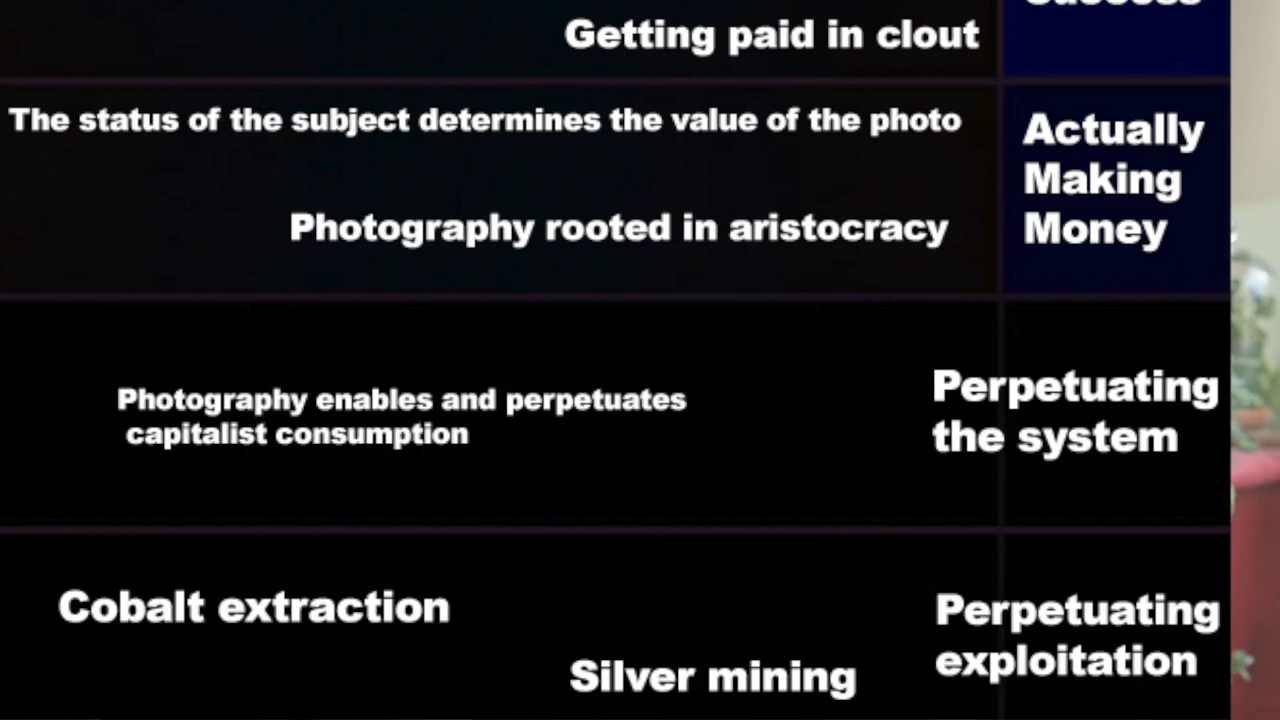 Success
Getting paid in clout
The status of the subject determines the value of the photo
Actually
Making
Money
Photography rooted in aristocracy
Photography enables and perpetuates
capitalist consumption
Perpetuating
the system
Cobalt extraction
Silver mining
Perpetuating
exploitation